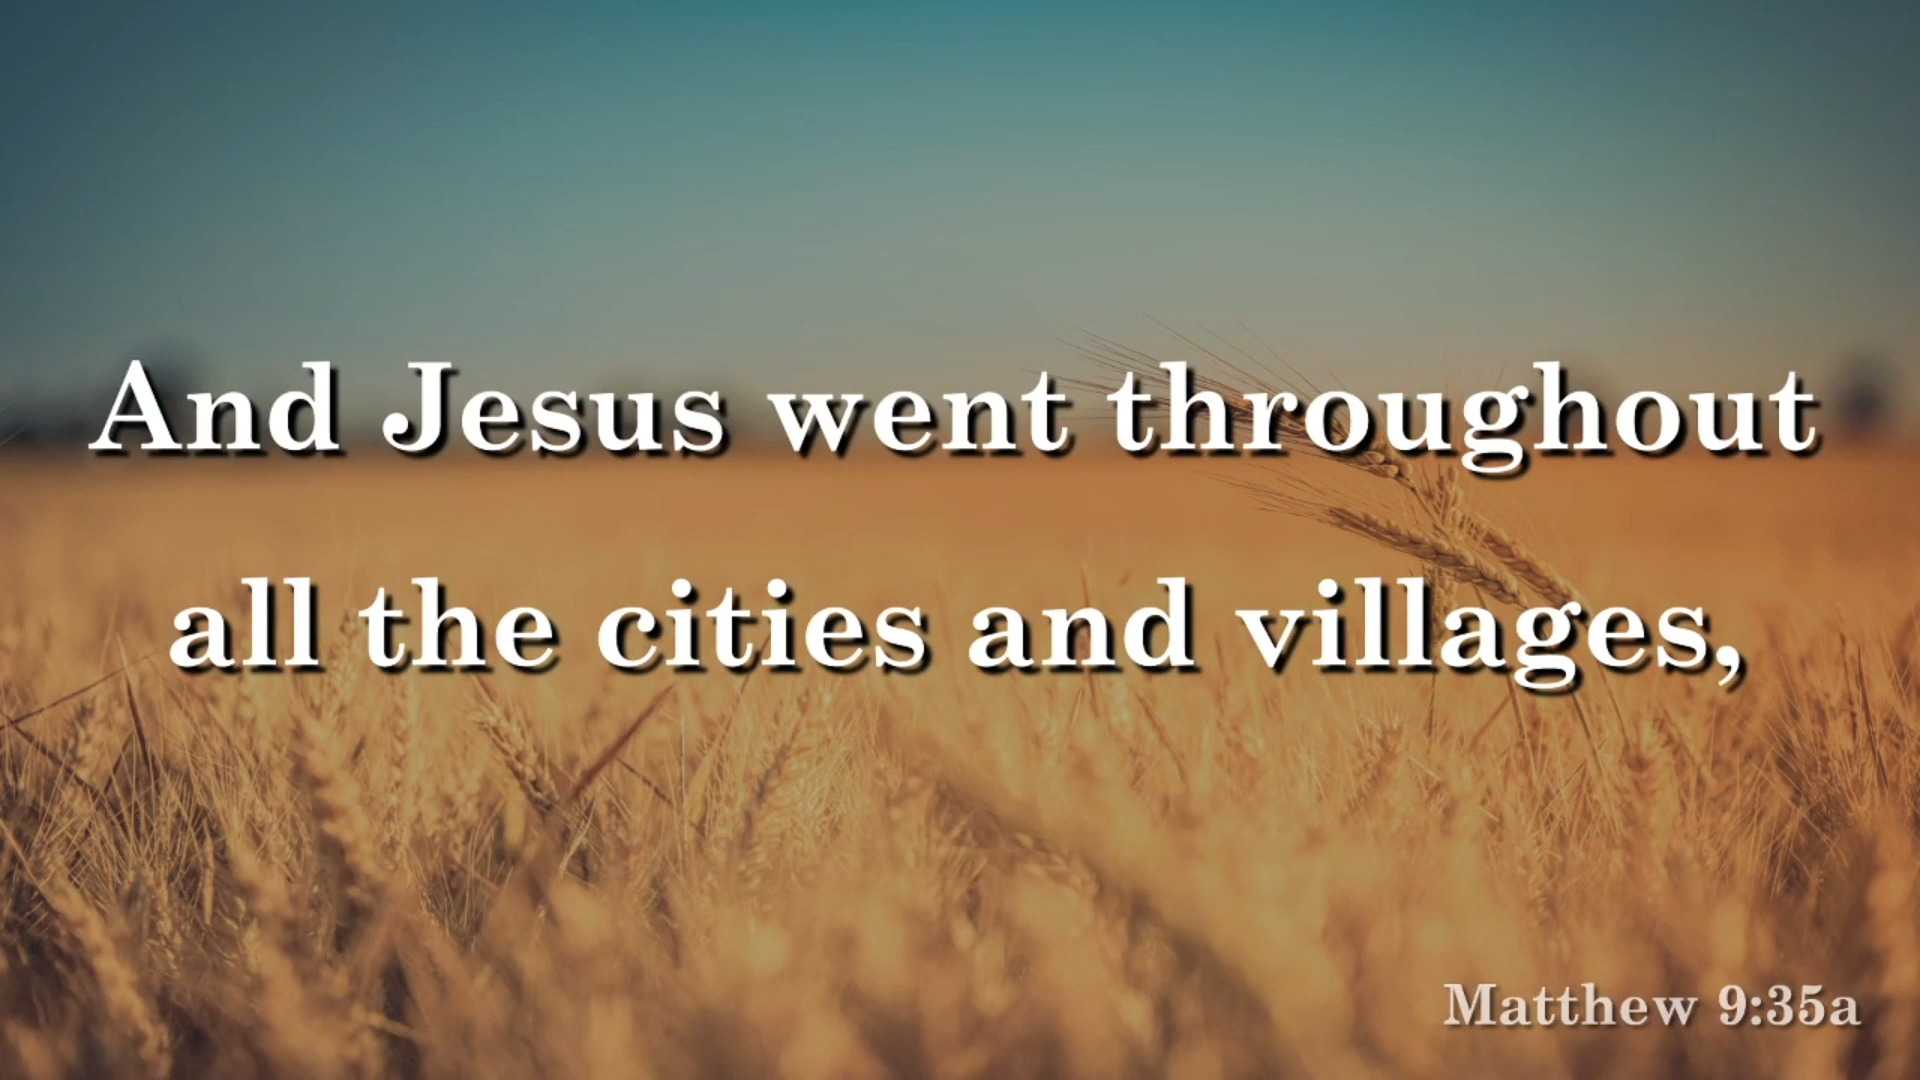 And Jesus went throughout
all the cities and villages,
Matthew 9:35a